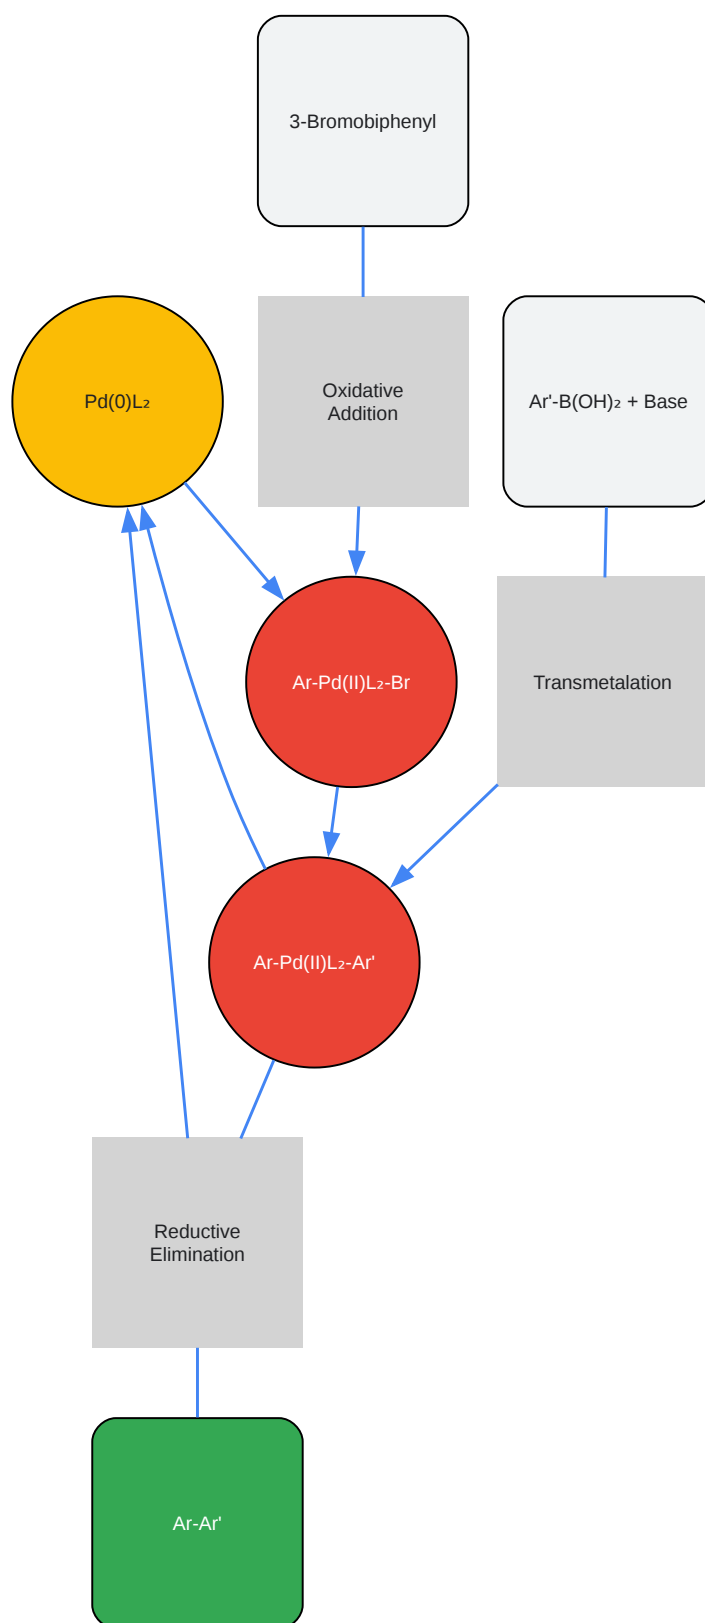 3-Bromobiphenyl
Pd(0)L₂
Oxidative
Addition
Ar'-B(OH)₂ + Base
Ar-Pd(II)L₂-Br
Transmetalation
Ar-Pd(II)L₂-Ar'
Reductive
Elimination
Ar-Ar'